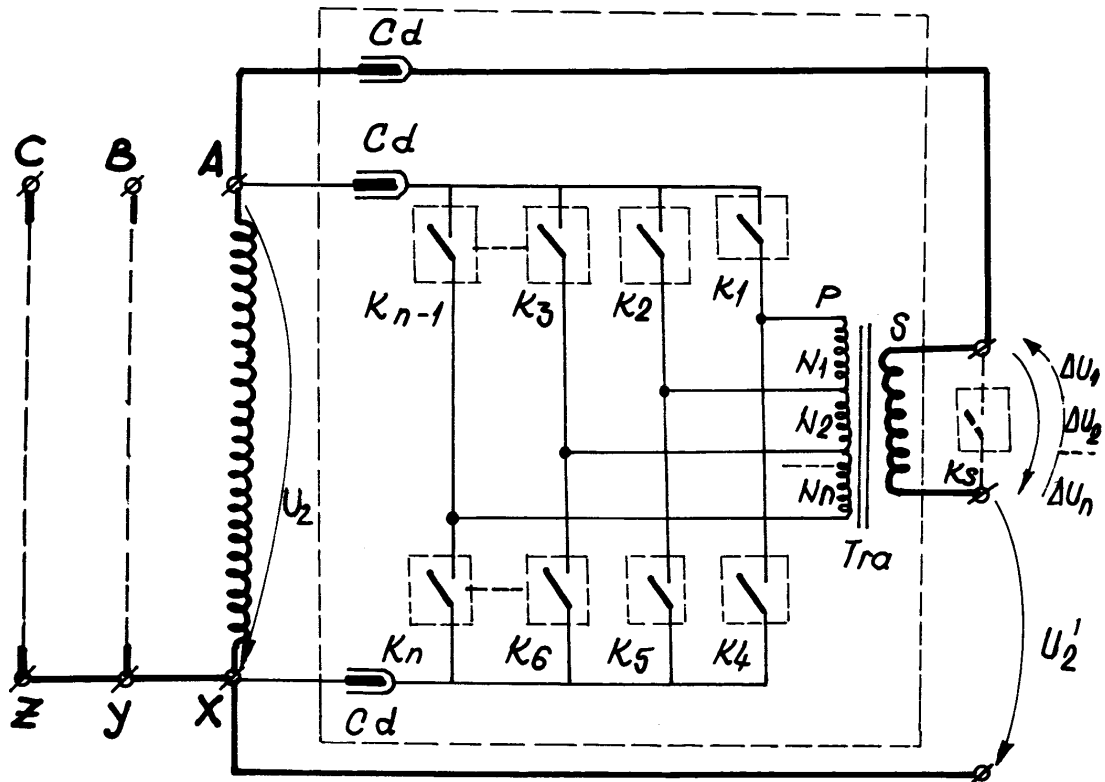 Cd
Cd
C B A
Kn-1 K3 K2 K1
P S
N1
N2
Nn
ΔU1
ΔU2
ΔUn
Ks
U2
Tra
Kn K6 K5 K4
U2'
Z y X
Cd